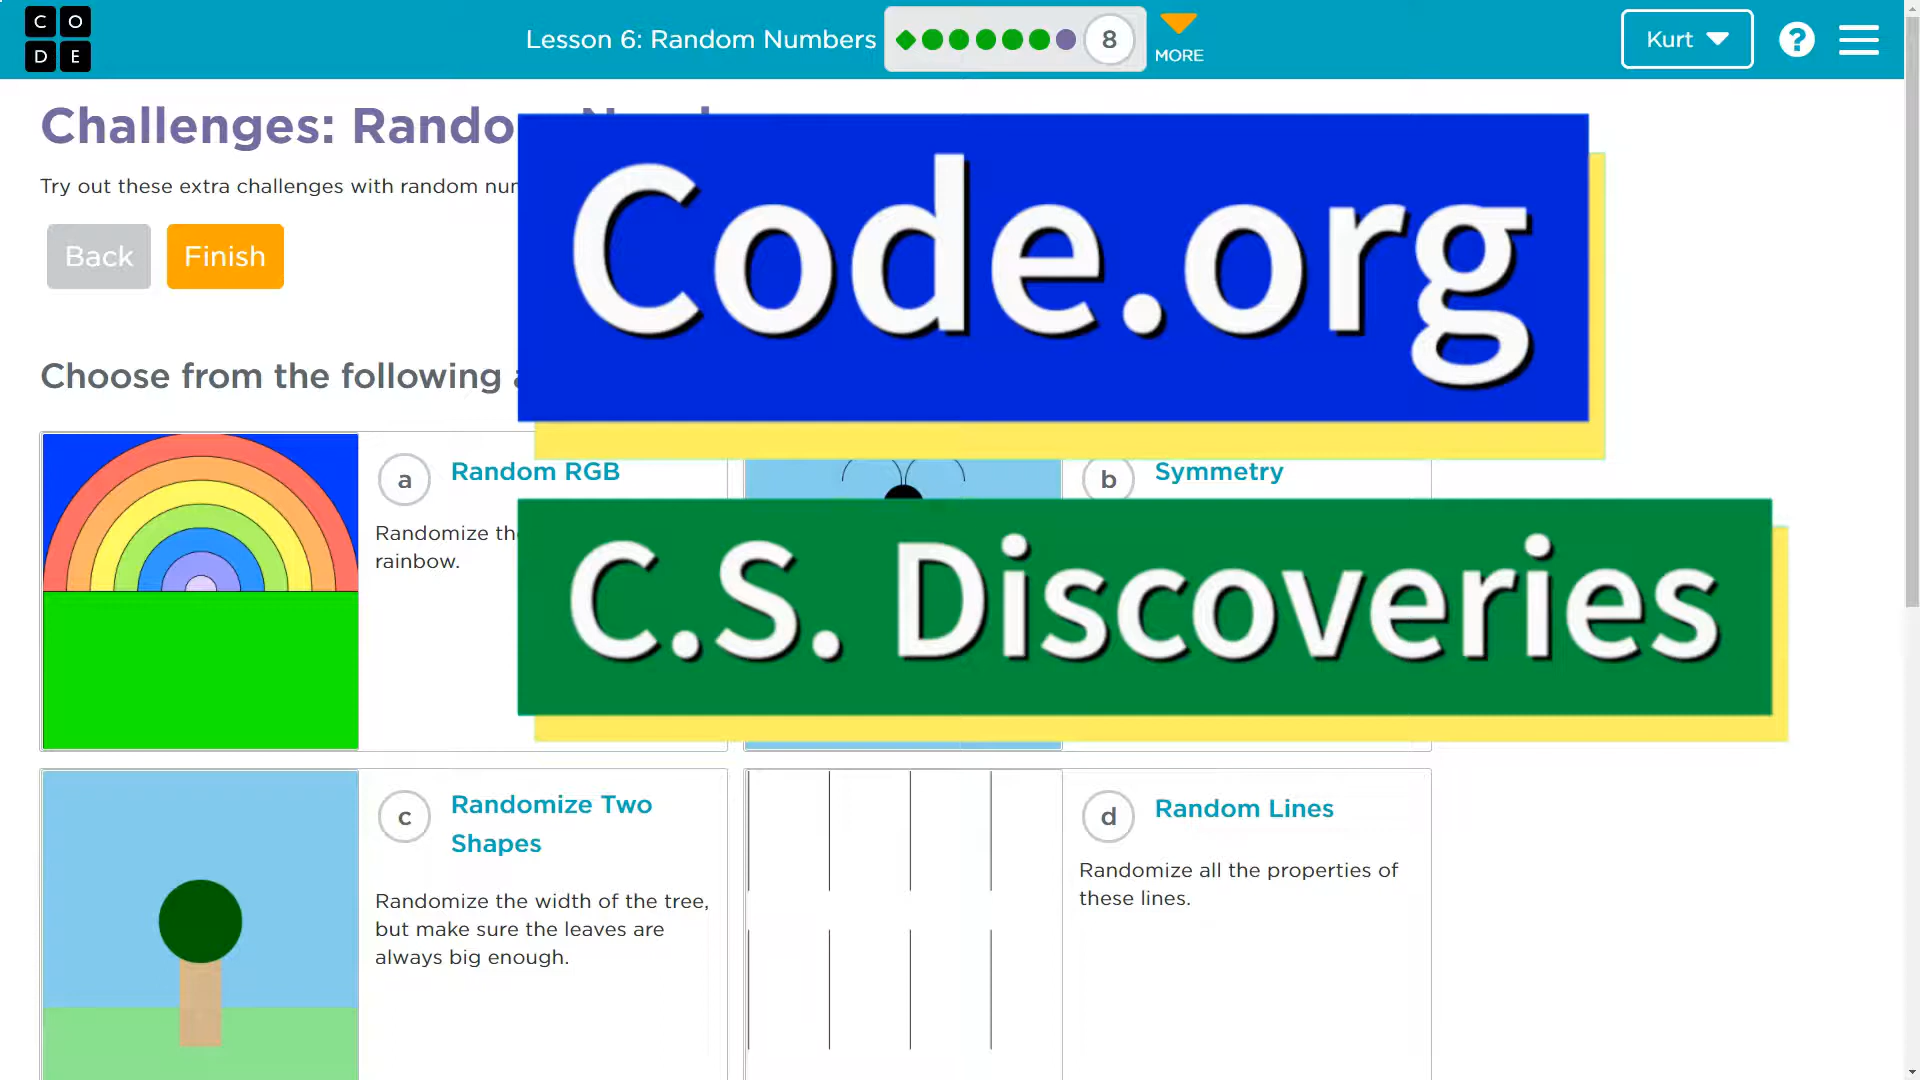 CODE
Lesson 6: Random Numbers
8
MORE
Kurt
?
Challenges: Rando
Try out these extra challenges with random nur
Back
Finish
Choose from the following
Code.org
C.S. Discoveries
a
Random RGB
Randomize th
rainbow.
b
Symmetry
c
Randomize Two
Shapes
Randomize the width of the tree,
but make sure the leaves are
always big enough.
d
Random Lines
Randomize all the properties of
these lines.